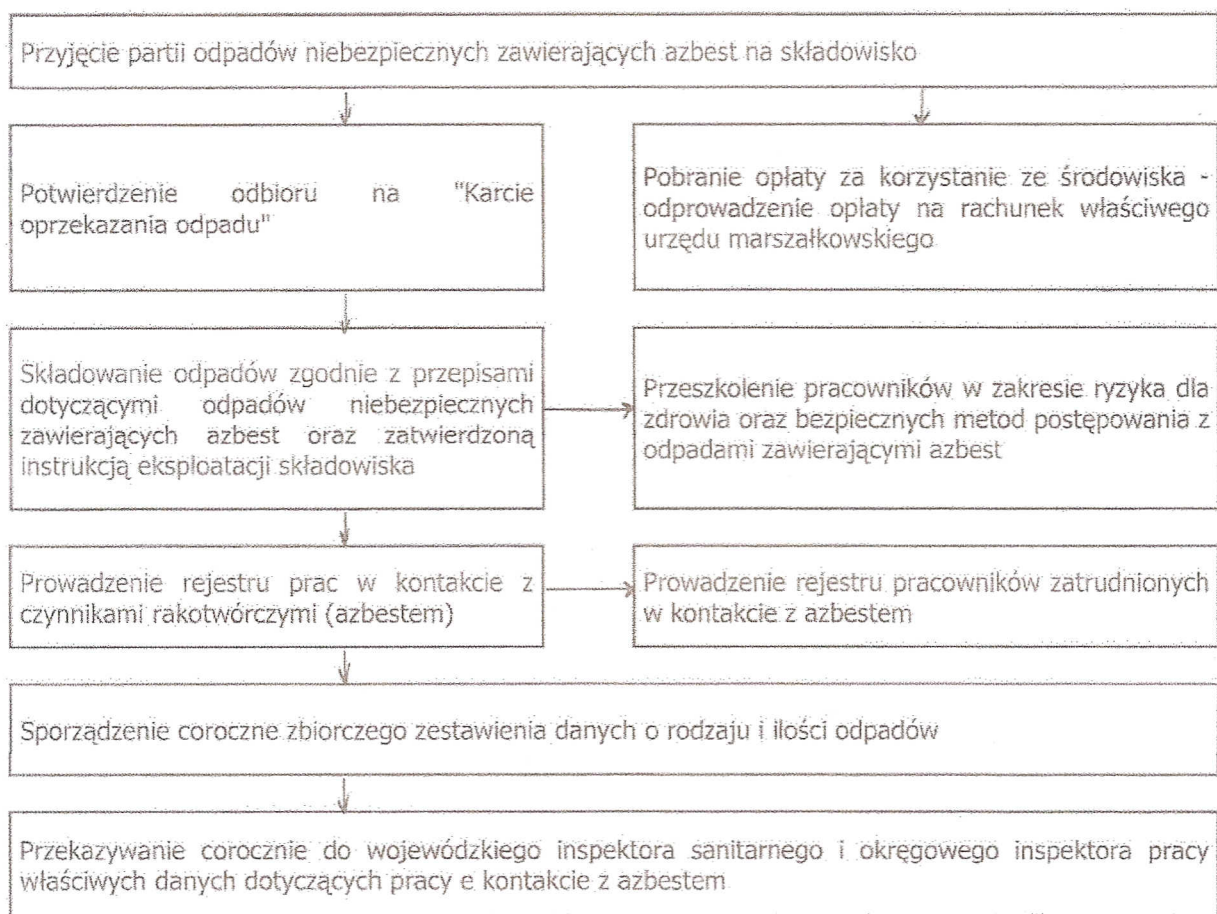 Przyjęcie partii odpadów niebezpiecznych zawierających azbest na składowisko
Potwierdzenie odbioru na "Karcie
oprzekazania odpadu"
Pobranie opłaty za korzystanie ze środowiska -
odprowadzenie opłaty na rachunek właściwego
urzędu marszałkowskiego
Składowanie odpadów zgodnie z przepisami
dotyczącymi odpadów niebezpiecznych
zawierających azbest oraz zatwierdzoną
instrukcją eksploatacji składowiska
Przeszkolenie pracowników w zakresie ryzyka dla
zdrowia oraz bezpiecznych metod postępowania z
odpadami zawierającymi azbest
Prowadzenie rejestru prac w kontakcie z
czynnikami rakotwórczymi (azbestem)
Prowadzenie rejestru pracowników zatrudnionych
w kontakcie z azbestem
Sporządzenie coroczne zbiorczego zestawienia danych o rodzaju i ilości odpadów
Przekazywanie corocznie do wojewódzkiego inspektora sanitarnego i okręgowego inspektora pracy
właściwych danych dotyczących pracy e kontakcie z azbestem